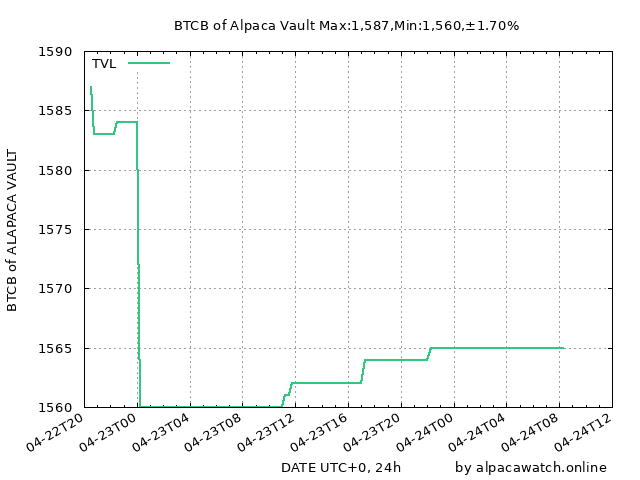 BTCB of Alpaca Vault Max:1,587,Min:1,560,±1.70%
TVL
1590
1585
1580
1575
1570
1565
1560
BTCB of ALAPACA VAULT
04-22T20
04-23T00
04-23T04
04-23T08
04-23T12
04-23T16
04-23T20
04-24T00
04-24T04
04-24T08
04-24T12
DATE UTC+0, 24h
by alpacawatch.online